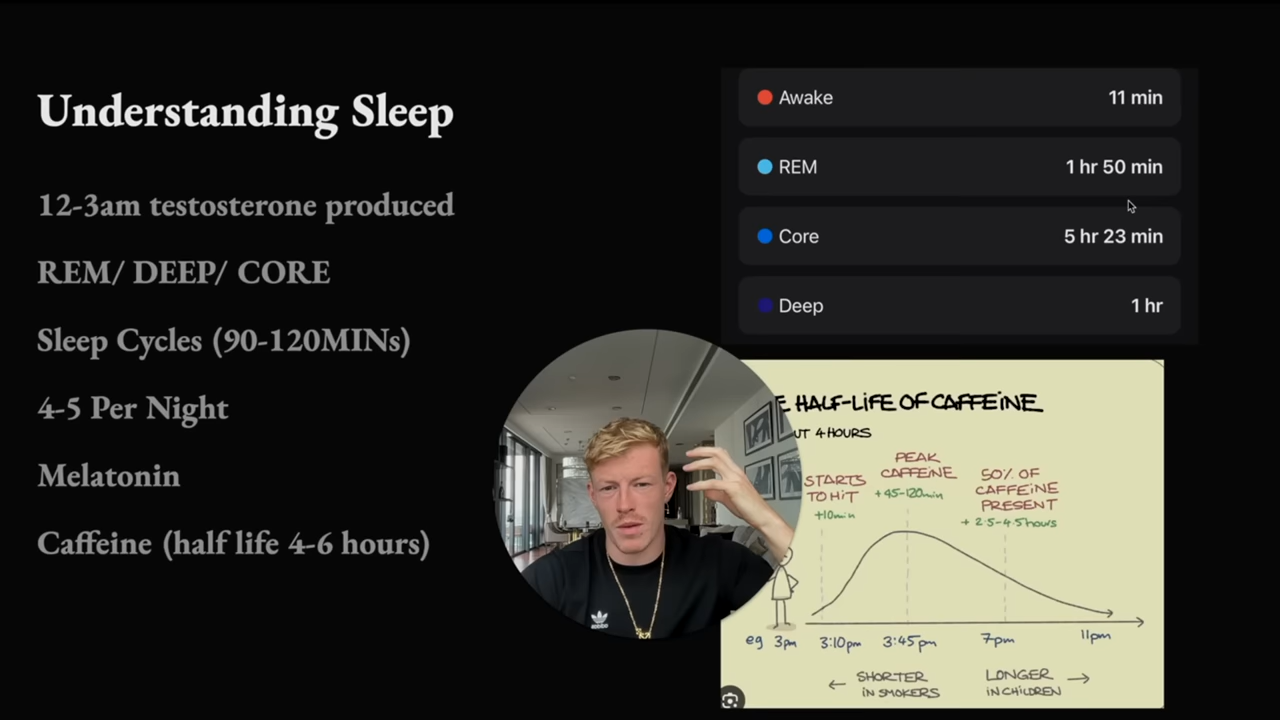 Understanding Sleep
12-3am testosterone produced
REM/ DEEP/ CORE
Sleep Cycles (90-120MINs)
4-5 Per Night
Melatonin
Caffeine (half life 4-6 hours)
Awake 11 min
REM 1 hr 50 min
Core 5 hr 23 min
Deep 1 hr
HALF-LIFE OF CAFFEINE
4 HOURS
STARTS
TO HIT
+10min
PEAK
CAFFEINE
+45-120min
50% OF
CAFFEINE
PRESENT
+ 2.5-4.5hours
eg 3pm 3:10pm 3:45pm 7pm 11pm
← SHORTER
IN SMOKERS
LONGER →
IN CHILDREN